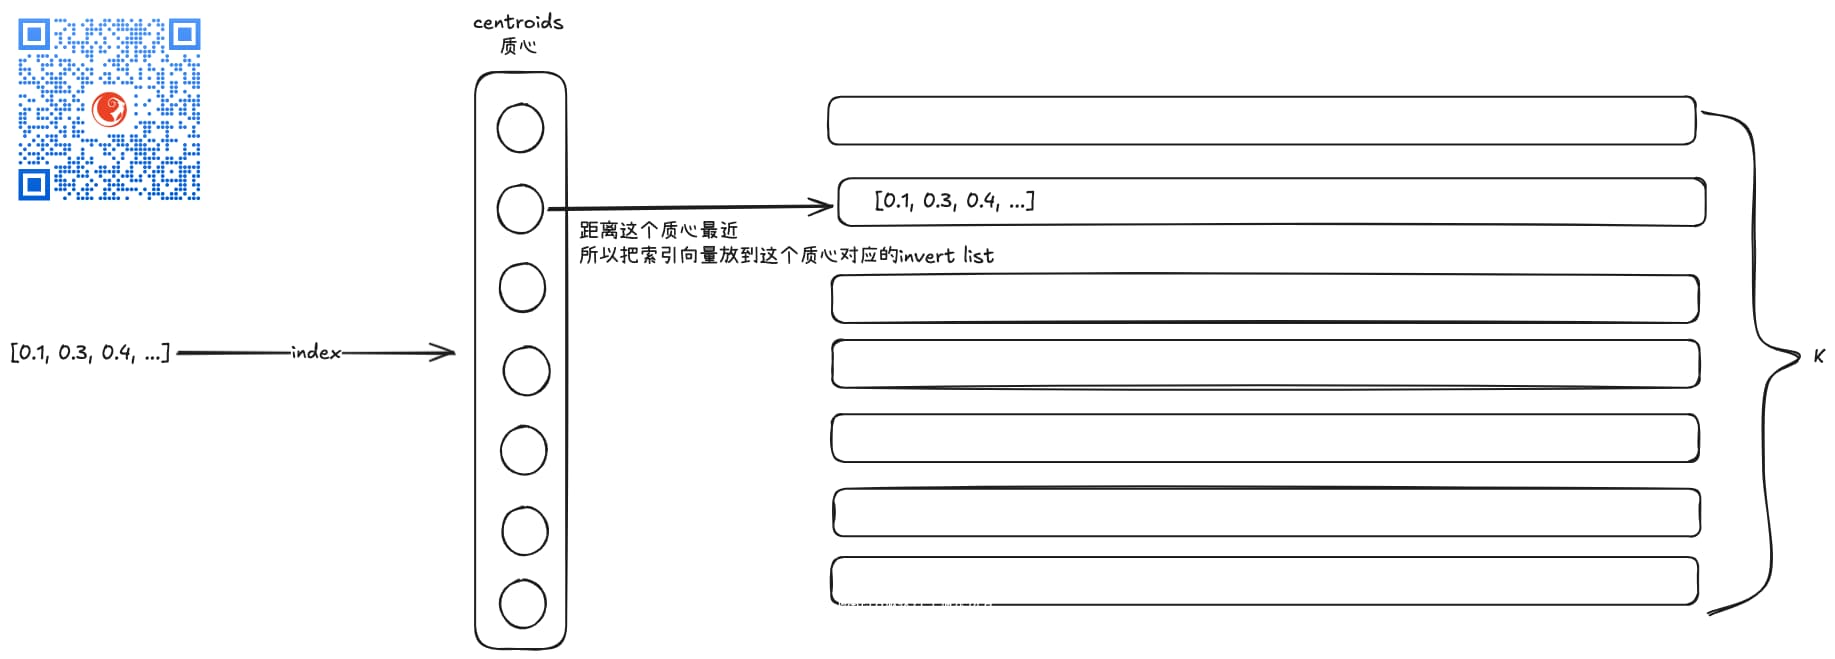 centroids
质心
[0.1, 0.3, 0.4, ...]
距离这个质心最近
所以把索引向量放到这个质心对应的invert list
[0.1, 0.3, 0.4, ...]
index
K